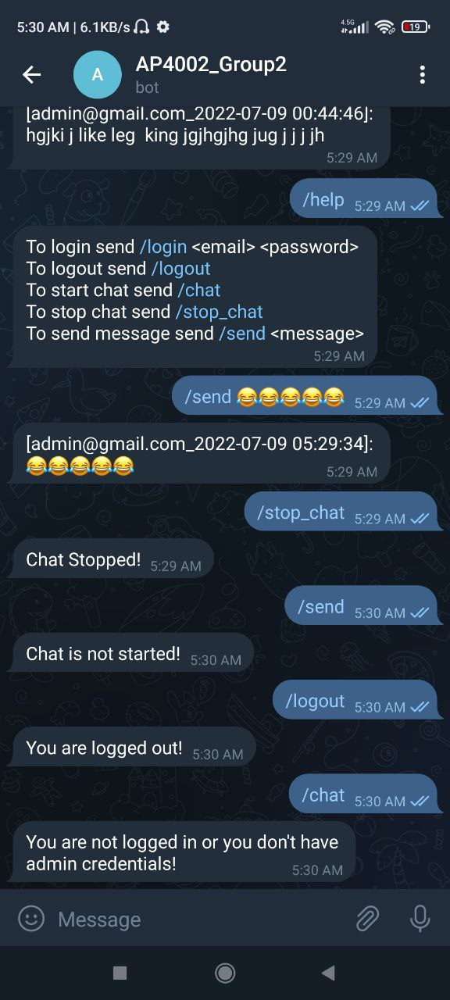 5:30 AM | 6.1KB/s
4.5G
19
A
AP4002_Group2
bot
[admin@gmail.com_2022-07-09 00:44:46]:
hgjki j like leg  king jgjhgjhg jug j j j j jh
5:29 AM
/help 5:29 AM
To login send /login <email> <password>
To logout send /logout
To start chat send /chat
To stop chat send /stop_chat
To send message send /send <message>
5:29 AM
/send 😂😂😂😂😂 5:29 AM
[admin@gmail.com_2022-07-09 05:29:34]:
😂😂😂😂😂 5:29 AM
/stop_chat 5:29 AM
Chat Stopped! 5:29 AM
/send 5:30 AM
Chat is not started! 5:30 AM
/logout 5:30 AM
You are logged out! 5:30 AM
/chat 5:30 AM
You are not logged in or you don't have
admin credentials! 5:30 AM
Message